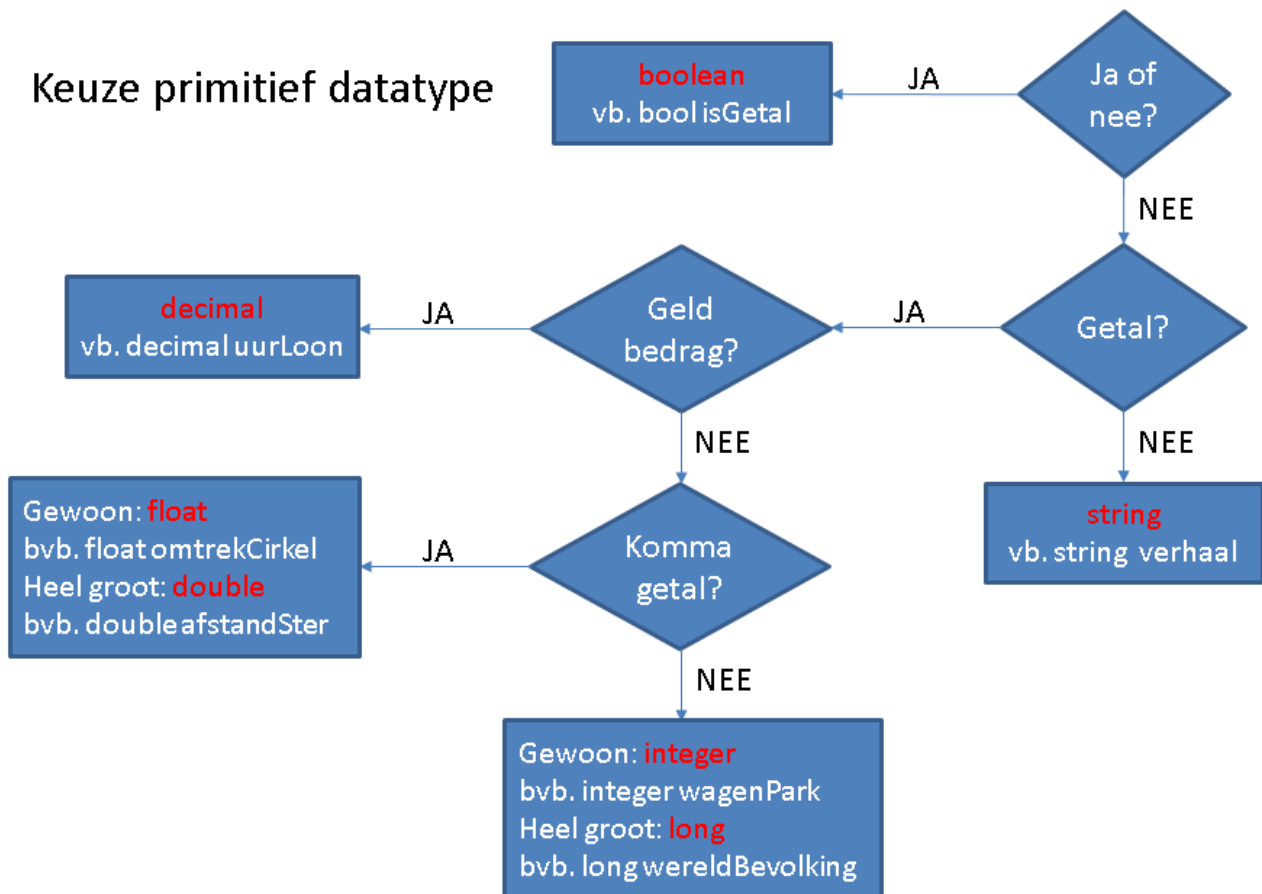 Keuze primitief datatype
boolean
vb. bool isGetal
JA
Ja of
nee?
NEE
decimal
vb. decimal uurLoon
JA
Geld
bedrag?
JA
Getal?
NEE
NEE
Gewoon: float
bvb. float omtrekCirkel
Heel groot: double
bvb. double afstandSter
JA
Komma
getal?
string
vb. string verhaal
NEE
Gewoon: integer
bvb. integer wagenPark
Heel groot: long
bvb. long wereldBevolking